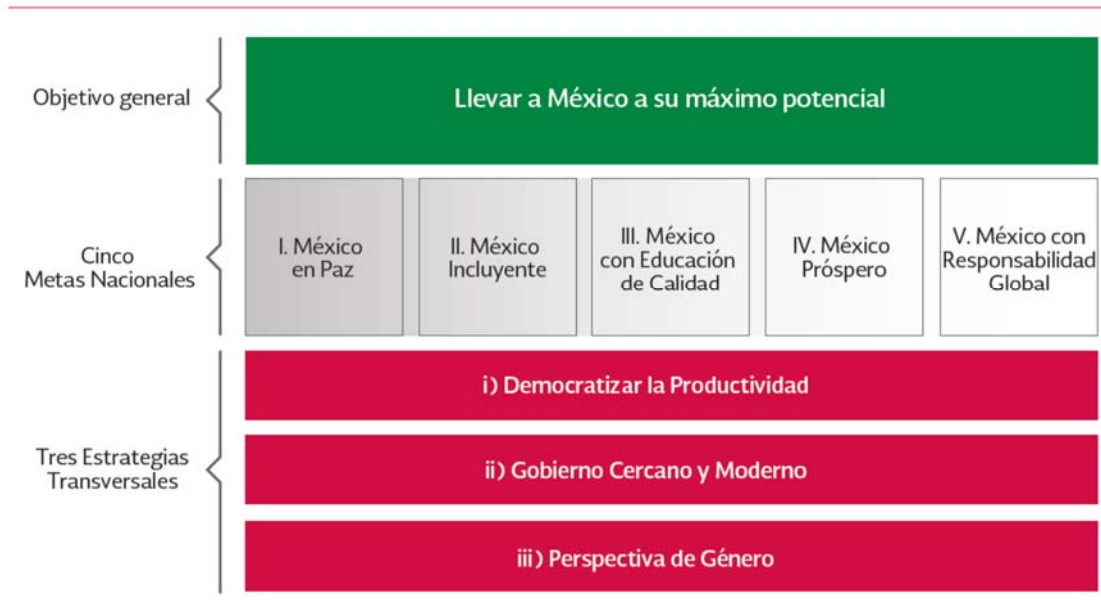 Objetivo general
Llevar a México a su máximo potencial
Cinco
Metas Nacionales
I. México
en Paz
II. México
Incluyente
III. México
con Educación
de Calidad
IV. México
Próspero
V. México con
Responsabilidad
Global
Tres Estrategias
Transversales
i) Democratizar la Productividad
ii) Gobierno Cercano y Moderno
iii) Perspectiva de Género